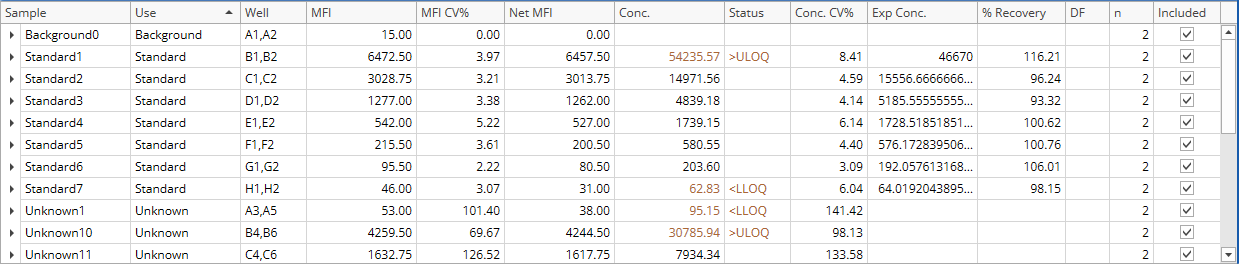 Sample Use Well MFI MFI CV% Net MFI Conc. Status Conc. CV% Exp Conc. % Recovery DF n Included
Background0 Background A1,A2 15.00 0.00 0.00 2
Standard1 Standard B1,B2 6472.50 3.97 6457.50 54235.57 >ULOQ 8.41 46670 116.21 2
Standard2 Standard C1,C2 3028.75 3.21 3013.75 14971.56 4.59 15556.6666666... 96.24 2
Standard3 Standard D1,D2 1277.00 3.38 1262.00 4839.18 4.14 5185.55555555... 93.32 2
Standard4 Standard E1,E2 542.00 5.22 527.00 1739.15 6.14 1728.51851851... 100.62 2
Standard5 Standard F1,F2 215.50 3.61 200.50 580.55 4.40 576.172839506... 100.76 2
Standard6 Standard G1,G2 95.50 2.22 80.50 203.60 3.09 192.057613168... 106.01 2
Standard7 Standard H1,H2 46.00 3.07 31.00 62.83 <LLOQ 6.04 64.0192043895... 98.15 2
Unknown1 Unknown A3,A5 53.00 101.40 38.00 95.15 <LLOQ 141.42 2
Unknown10 Unknown B4,B6 4259.50 69.67 4244.50 30785.94 >ULOQ 98.13 2
Unknown11 Unknown C4,C6 1632.75 126.52 1617.75 7934.34 133.58 2